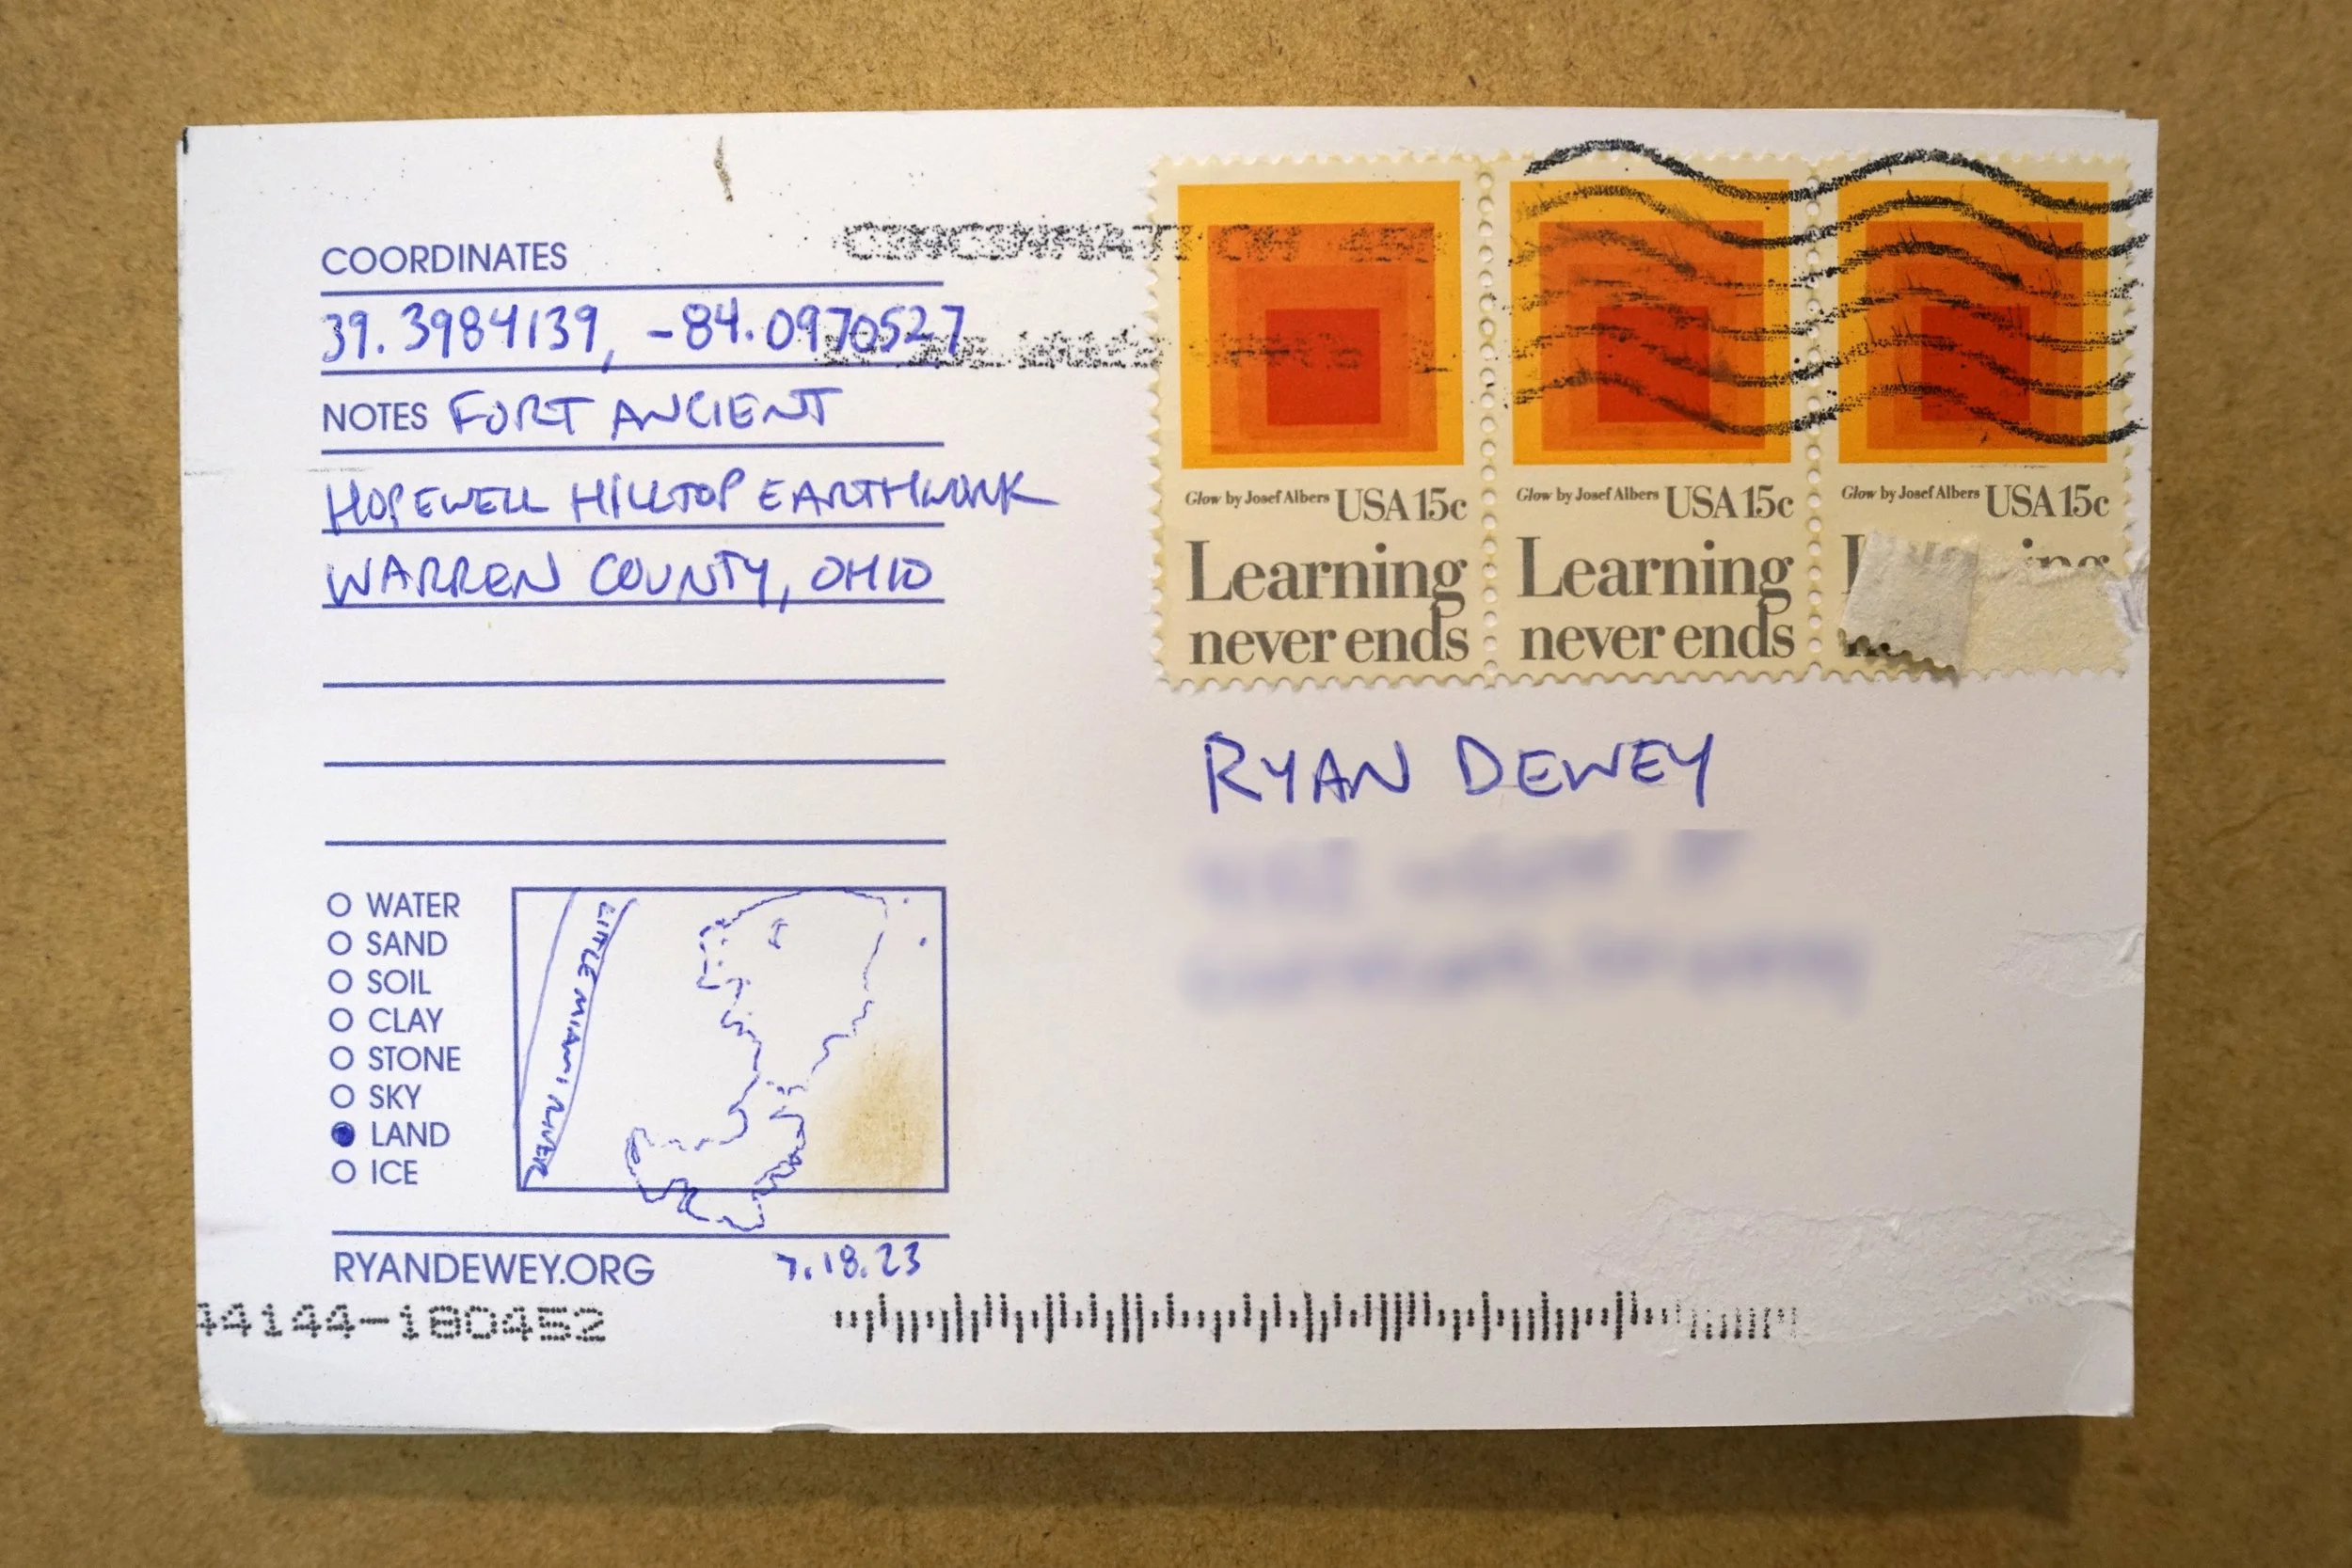 COORDINATES
39.3984139, -84.0970527
NOTES FORT ANCIENT
HOPEWELL HILLTOP EARTHWORK
WARREN COUNTY, OHIO
WATER
SAND
SOIL
CLAY
STONE
SKY
LAND
ICE
LITTLE MIAMI RIVER
RYANDEWEY.ORG 7.18.23
44144-180452
CINCINNATI OH 451
Glow by Josef Albers USA 15c
Learning
never ends
Glow by Josef Albers USA 15c
Learning
never ends
Glow by Josef Albers USA 15c
RYAN DEWEY